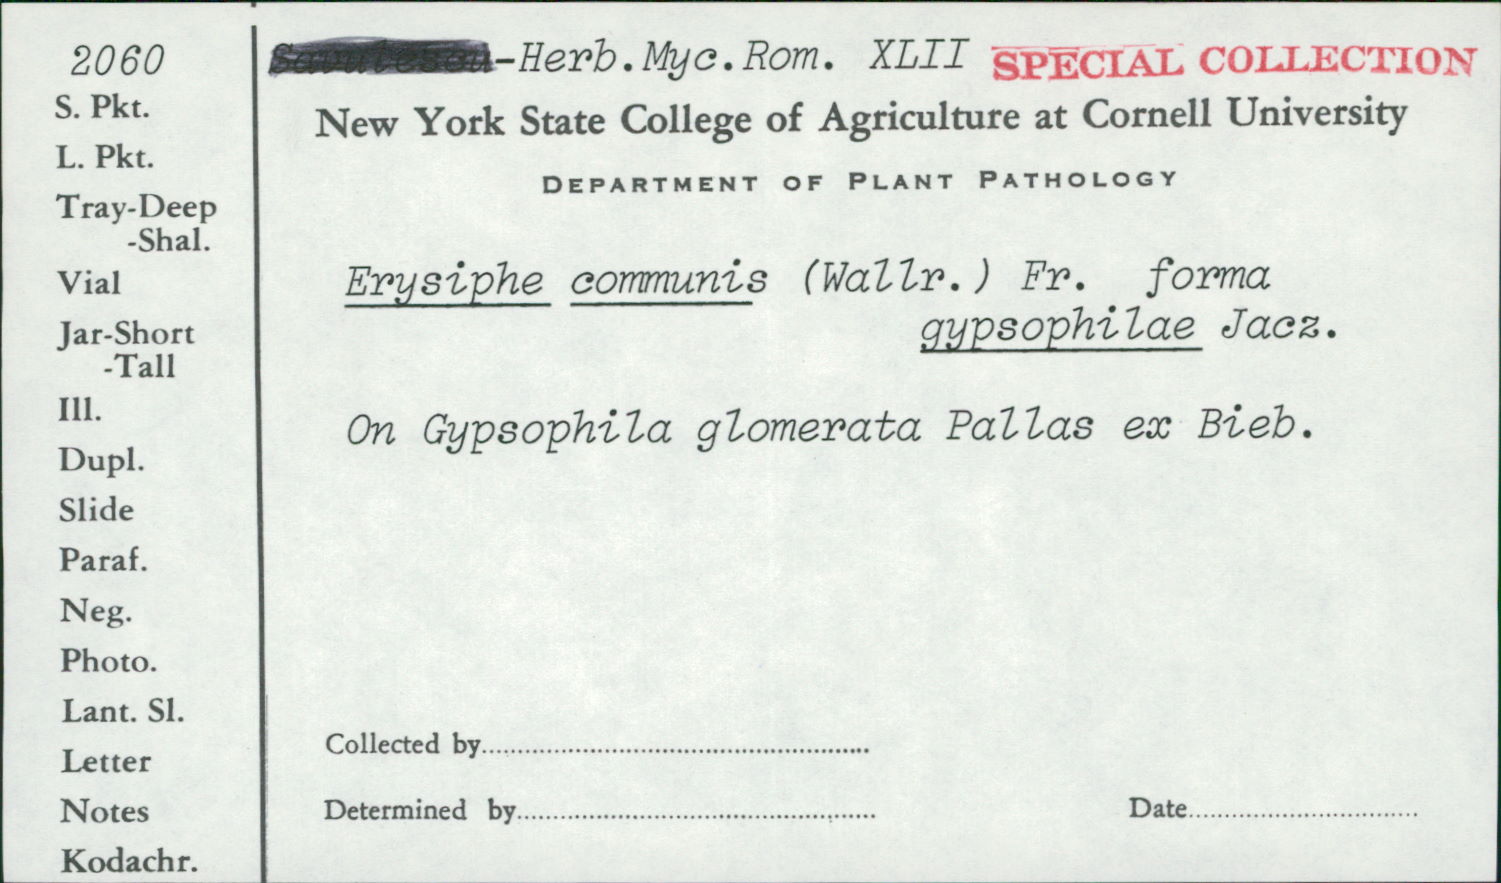 2060
S. Pkt.
L. Pkt.
Tray-Deep
-Shal.
Vial
Jar-Short
-Tall
Ill.
Dupl.
Slide
Paraf.
Neg.
Photo.
Lant. Sl.
Letter
Notes
Kodachr.
-Herb.Myc.Rom. XLII SPECIAL COLLECTION
New York State College of Agriculture at Cornell University
DEPARTMENT OF PLANT PATHOLOGY
Erysiphe communis (Wallr.) Fr. forma
gypsophilae Jacz.
On Gypsophila glomerata Pallas ex Bieb.
Collected by
Determined by
Date